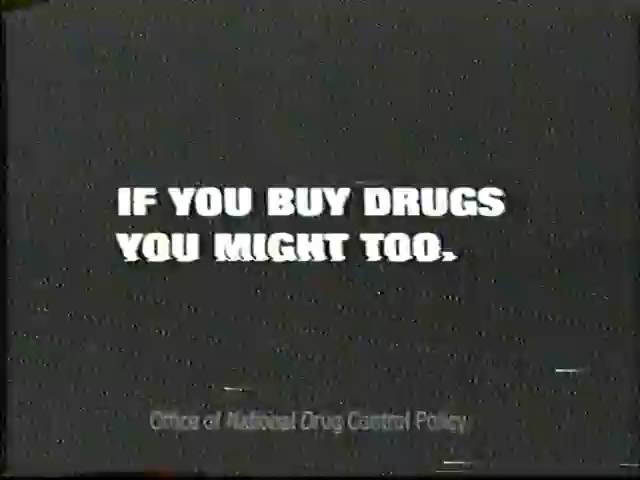 IF YOU BUY DRUGS
YOU MIGHT TOO.
Office of National Drug Control Policy